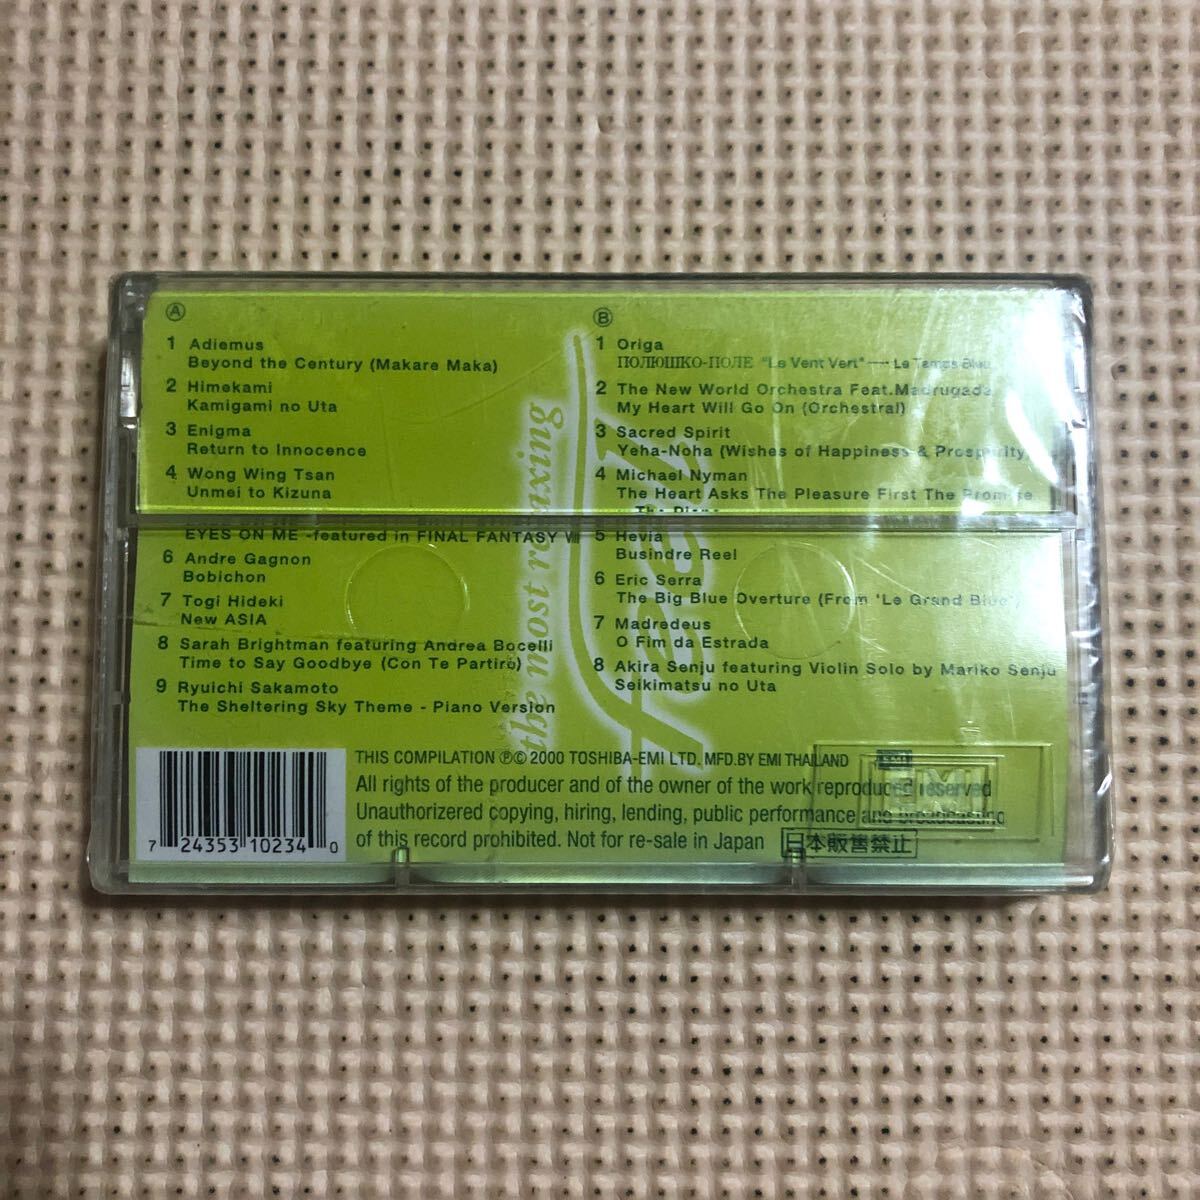 A
1 Adiemus
Beyond the Century (Makare Maka)
2 Himekami
Kamigami no Uta
3 Enigma
Return to Innocence
4 Wong Wing Tsan
Unmei to Kizuna
EYES ON ME -featured in FINAL FANTASY VIII
6 Andre Gagnon
Bobichon
7 Togi Hideki
New ASIA
8 Sarah Brightman featuring Andrea Bocelli
Time to Say Goodbye (Con Te Partirò)
9 Ryuichi Sakamoto
The Sheltering Sky Theme - Piano Version
B
1 Origa
ПОЛЮШКО-ПОЛЕ "Le Vent Vert" — Le Temps Bleu
2 The New World Orchestra Feat.Madrugada
My Heart Will Go On (Orchestral)
3 Sacred Spirit
Yeha-Noha (Wishes of Happiness & Prosperity)
4 Michael Nyman
The Heart Asks The Pleasure First The Promise
5 Hevia
Busindre Reel
6 Eric Serra
The Big Blue Overture (From 'Le Grand Bleu')
7 Madredeus
O Fim da Estrada
8 Akira Senju featuring Violin Solo by Mariko Senju
Seikimatsu no Uta
the most relaxing
feel
THIS COMPILATION ℗© 2000 TOSHIBA-EMI LTD. MFD.BY EMI THAILAND
All rights of the producer and of the owner of the work reproduced reserved
Unauthorizered copying, hiring, lending, public performance and broadcasting
of this record prohibited. Not for re-sale in Japan 日本販售禁止
EMI
EMI
7 24353 10234 0